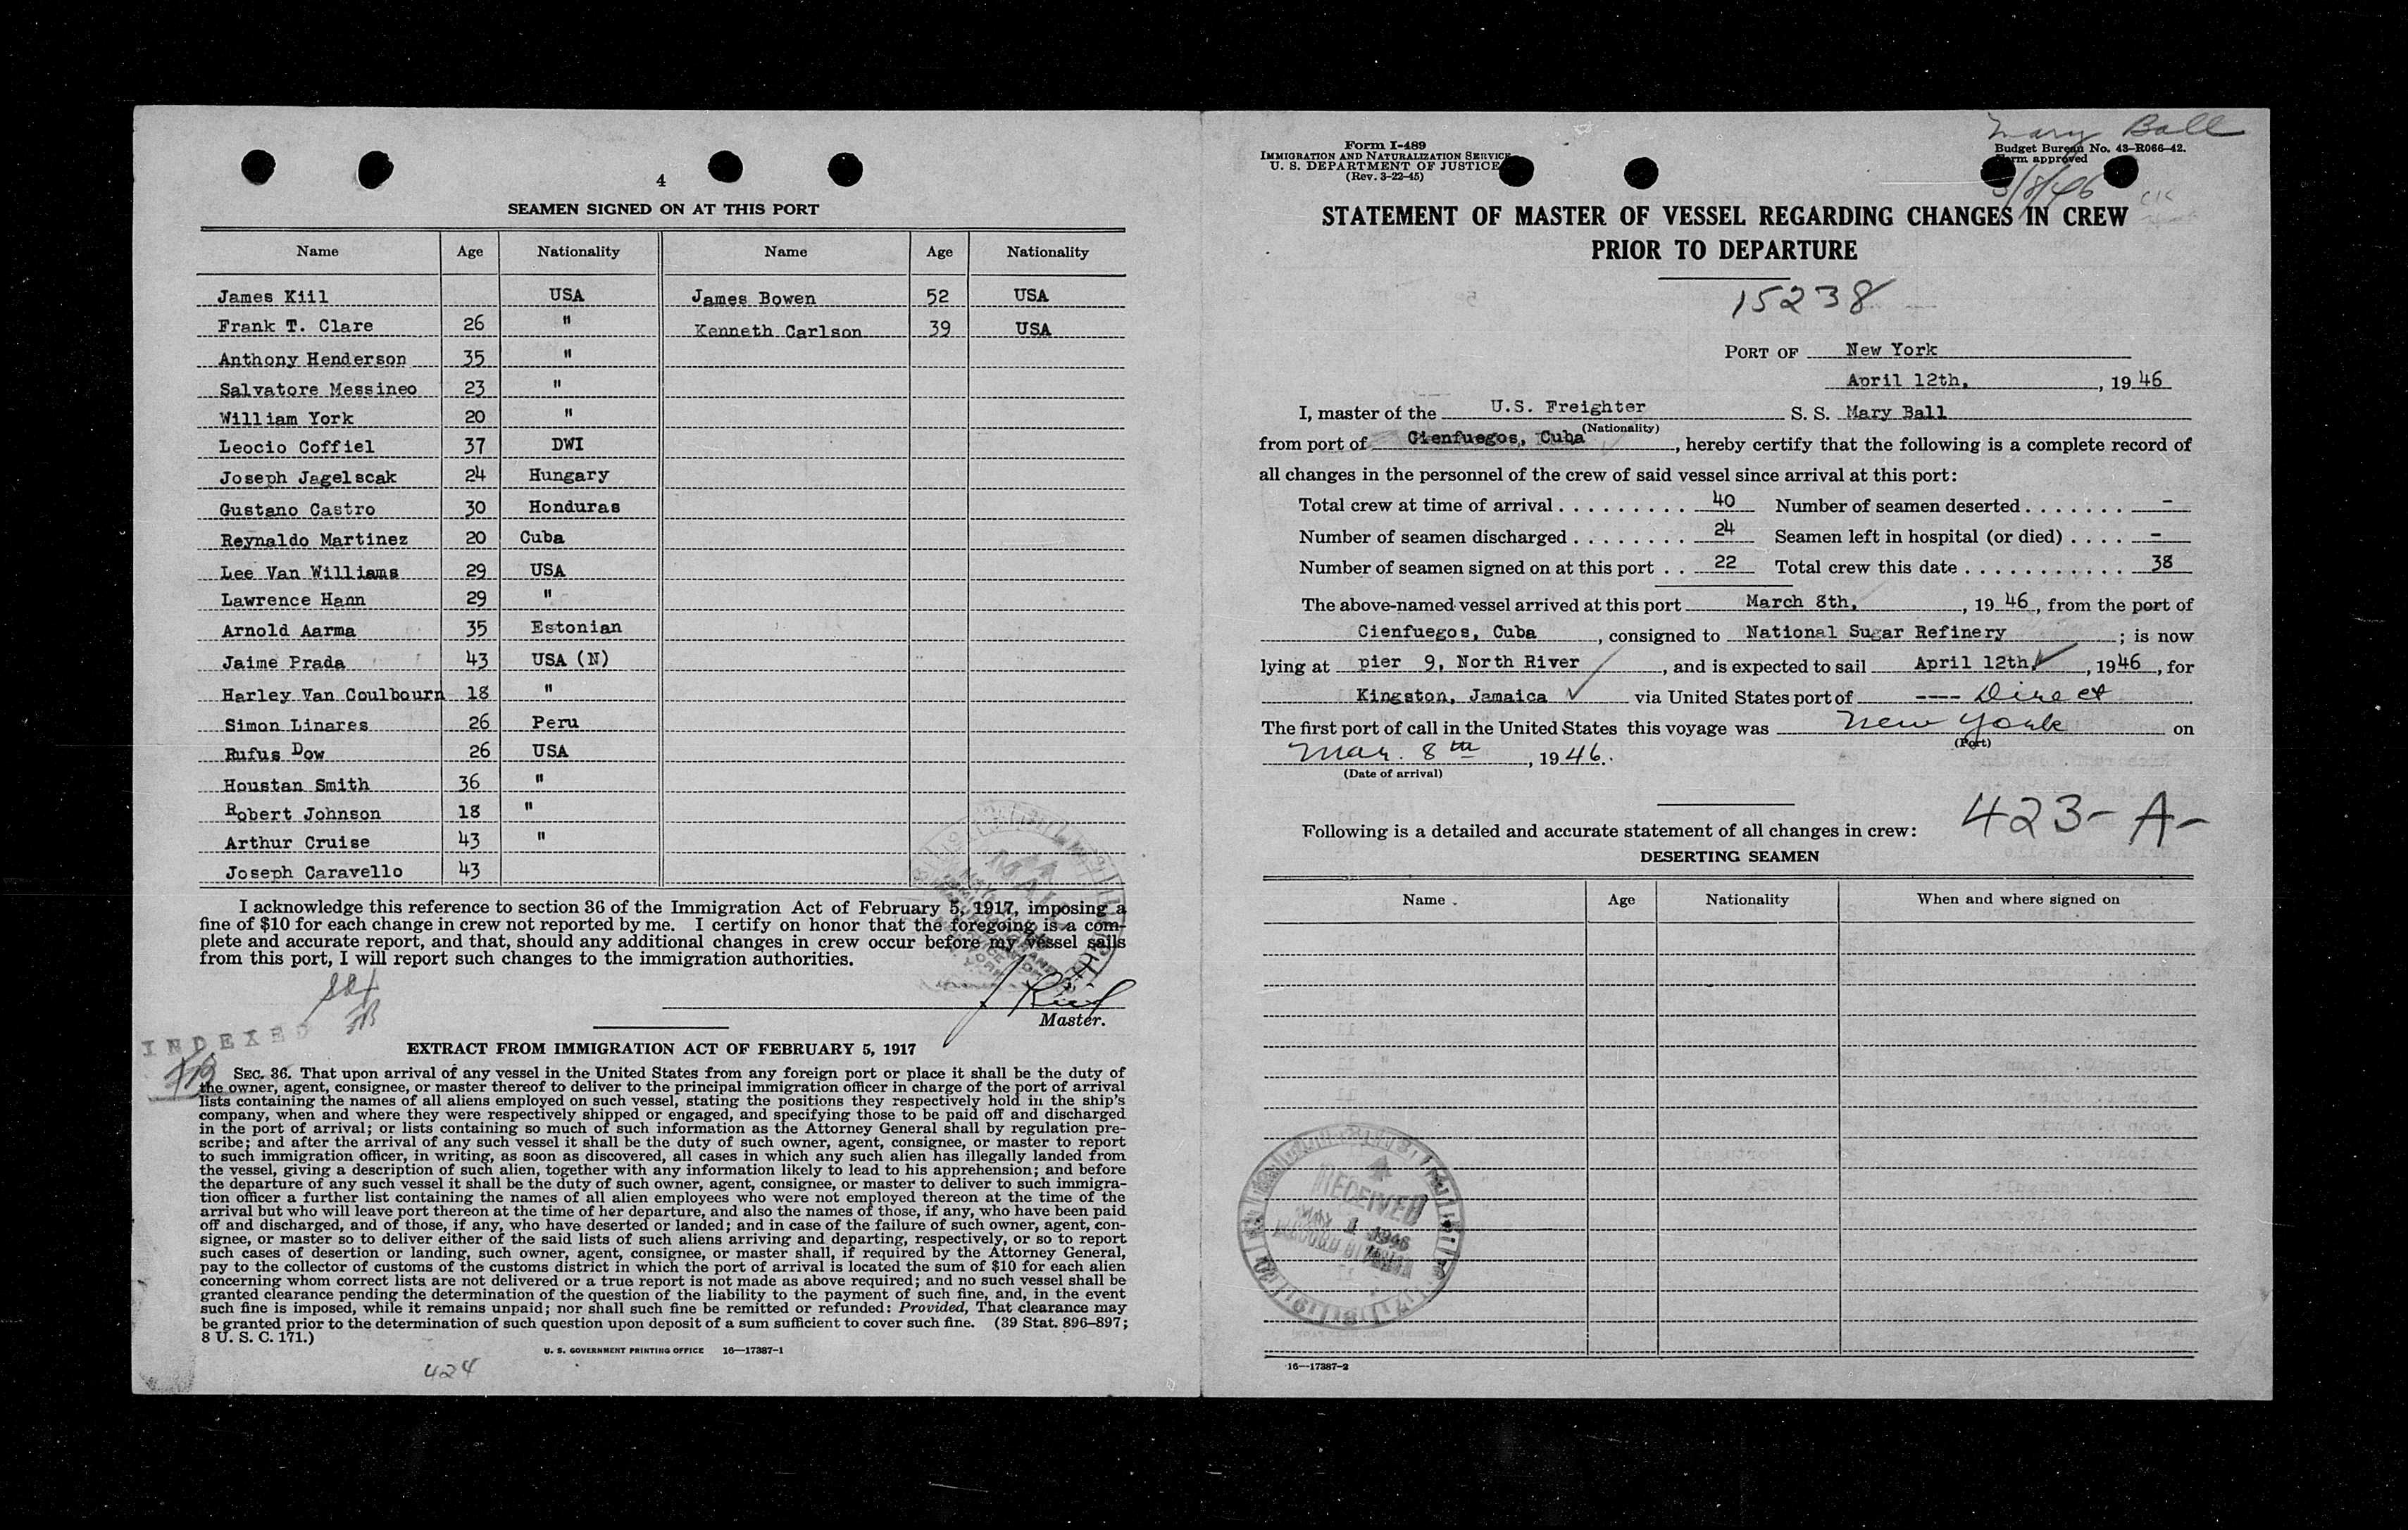 4
SEAMEN SIGNED ON AT THIS PORT
Name Age Nationality Name Age Nationality
James Kiil USA James Bowen 52 USA
Frank T. Clare 26 " Kenneth Carlson 39 USA
Anthony Henderson 35 "
Salvatore Messineo 23 "
William York 20 "
Leocio Coffiel 37 DWI
Joseph Jagelscak 24 Hungary
Gustano Castro 30 Honduras
Reynaldo Martinez 20 Cuba
Lee Van Williams 29 USA
Lawrence Hann 29 "
Arnold Aarma 35 Estonian
Jaime Prada 43 USA (N)
Harley Van Coulbourn 18 "
Simon Linares 26 Peru
Rufus Dow 26 USA
Houstan Smith 36 "
Robert Johnson 18 "
Arthur Cruise 43 "
Joseph Caravello 43
I acknowledge this reference to section 36 of the Immigration Act of February 5, 1917, imposing a
fine of $10 for each change in crew not reported by me. I certify on honor that the foregoing is a com-
plete and accurate report, and that, should any additional changes in crew occur before my vessel sails
from this port, I will report such changes to the immigration authorities.
J Kiil
Master.
INDEXED
EXTRACT FROM IMMIGRATION ACT OF FEBRUARY 5, 1917
SEC. 36. That upon arrival of any vessel in the United States from any foreign port or place it shall be the duty of
the owner, agent, consignee, or master thereof to deliver to the principal immigration officer in charge of the port of arrival
lists containing the names of all aliens employed on such vessel, stating the positions they respectively hold in the ship's
company, when and where they were respectively shipped or engaged, and specifying those to be paid off and discharged
in the port of arrival; or lists containing so much of such information as the Attorney General shall by regulation pre-
scribe; and after the arrival of any such vessel it shall be the duty of such owner, agent, consignee, or master to report
to such immigration officer, in writing, as soon as discovered, all cases in which any such alien has illegally landed from
the vessel, giving a description of such alien, together with any information likely to lead to his apprehension; and before
the departure of any such vessel it shall be the duty of such owner, agent, consignee, or master to deliver to such immigra-
tion officer a further list containing the names of all alien employees who were not employed thereon at the time of the
arrival but who will leave port thereon at the time of her departure, and also the names of those, if any, who have been paid
off and discharged, and of those, if any, who have deserted or landed; and in case of the failure of such owner, agent, con-
signee, or master so to deliver either of the said lists of such aliens arriving and departing, respectively, or so to report
such cases of desertion or landing, such owner, agent, consignee, or master shall, if required by the Attorney General,
pay to the collector of customs of the customs district in which the port of arrival is located the sum of $10 for each alien
concerning whom correct lists are not delivered or a true report is not made as above required; and no such vessel shall be
granted clearance pending the determination of the question of the liability to the payment of such fine, and, in the event
such fine is imposed, while it remains unpaid; nor shall such fine be remitted or refunded: Provided, That clearance may
be granted prior to the determination of such question upon deposit of a sum sufficient to cover such fine. (39 Stat. 896–897;
8 U. S. C. 171.)
U. S. GOVERNMENT PRINTING OFFICE 16—17387-1
424
Mary Ball
Form I-489
IMMIGRATION AND NATURALIZATION SERVICE
U. S. DEPARTMENT OF JUSTICE
(Rev. 3-22-45)
Budget Bureau No. 43-R066-42.
Form approved
3/8/46
STATEMENT OF MASTER OF VESSEL REGARDING CHANGES IN CREW
PRIOR TO DEPARTURE
15238
PORT OF New York
April 12th, , 19 46
I, master of the U.S. Freighter S. S. Mary Ball
(Nationality)
from port of Cienfuegos, Cuba , hereby certify that the following is a complete record of
all changes in the personnel of the crew of said vessel since arrival at this port:
Total crew at time of arrival . . . . . . . . . 40 Number of seamen deserted . . . . . . . -
Number of seamen discharged . . . . . . . . 24 Seamen left in hospital (or died) . . . . -
Number of seamen signed on at this port . . 22 Total crew this date . . . . . . . . . . . 38
The above-named vessel arrived at this port March 8th, , 19 46 , from the port of
Cienfuegos, Cuba , consigned to National Sugar Refinery ; is now
lying at pier 9, North River , and is expected to sail April 12th, , 1946 , for
Kingston, Jamaica via United States port of ---- Direct
The first port of call in the United States this voyage was New York on
(Port)
Mar. 8th , 19 46.
(Date of arrival)
423-A-
Following is a detailed and accurate statement of all changes in crew:
DESERTING SEAMEN
Name Age Nationality When and where signed on
RECEIVED
MAY 1 1946
RECORD DIVISION
16—17387-2